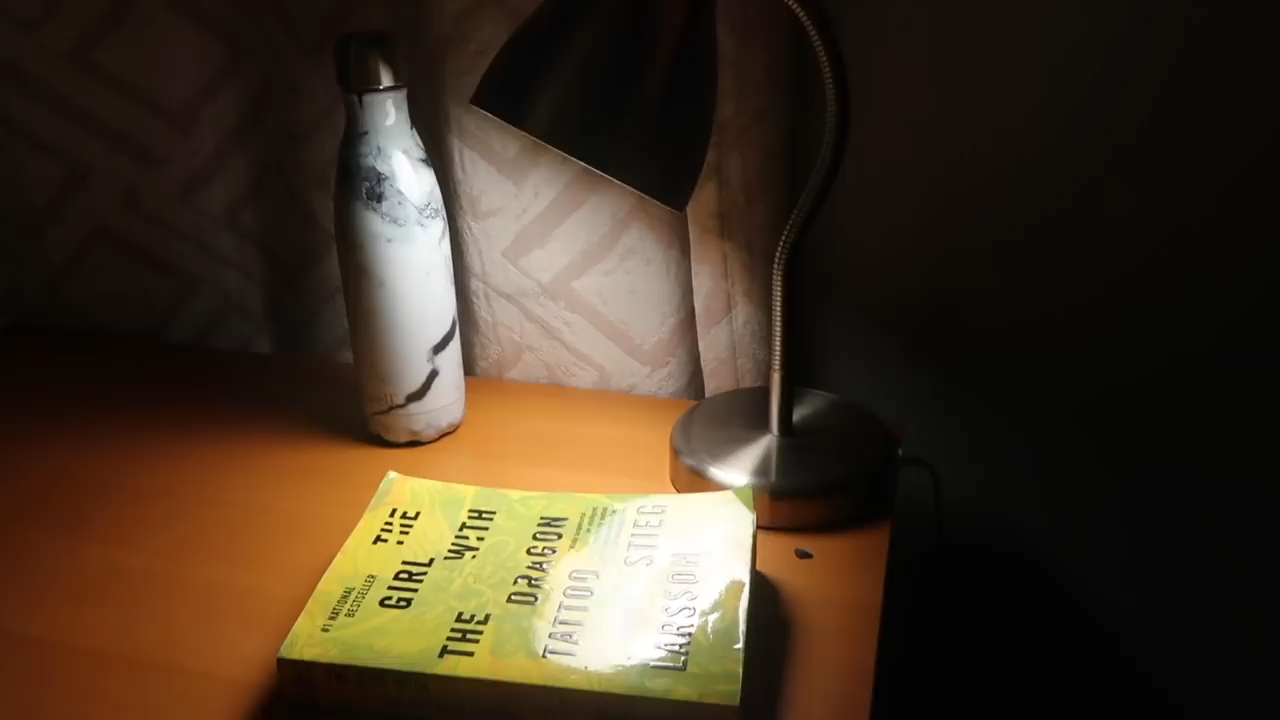 #1 NATIONAL
BESTSELLER
THE
GIRL
WITH
THE
DRAGON
TATTOO
STIEG
LARSSON